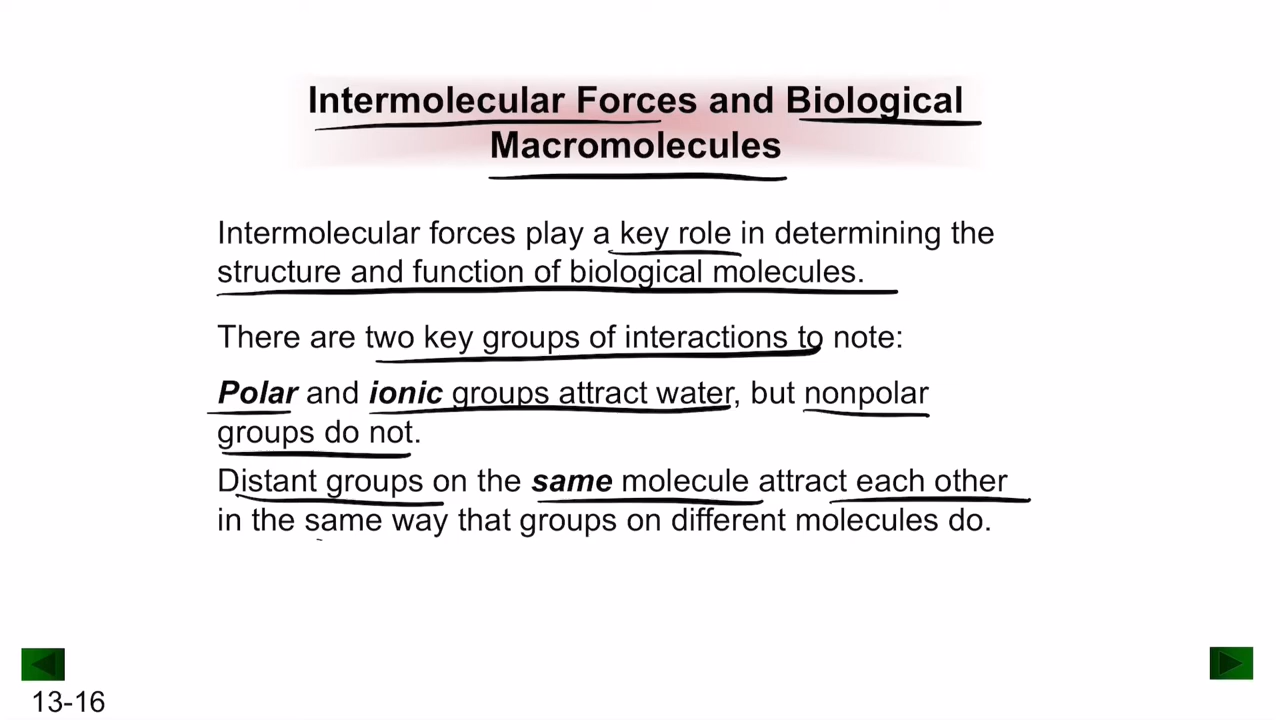 Intermolecular Forces and Biological
Macromolecules
Intermolecular forces play a key role in determining the
structure and function of biological molecules.
There are two key groups of interactions to note:
Polar and ionic groups attract water, but nonpolar
groups do not.
Distant groups on the same molecule attract each other
in the same way that groups on different molecules do.
13-16